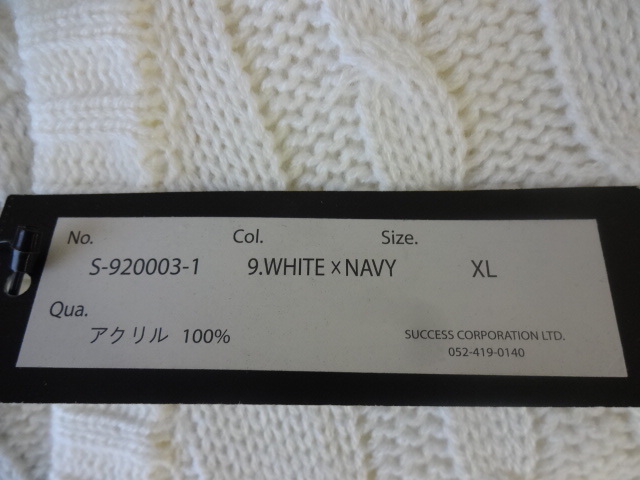 No. Col. Size.
S-920003-1 9.WHITE×NAVY XL
Qua.
アクリル 100%
SUCCESS CORPORATION LTD.
052-419-0140